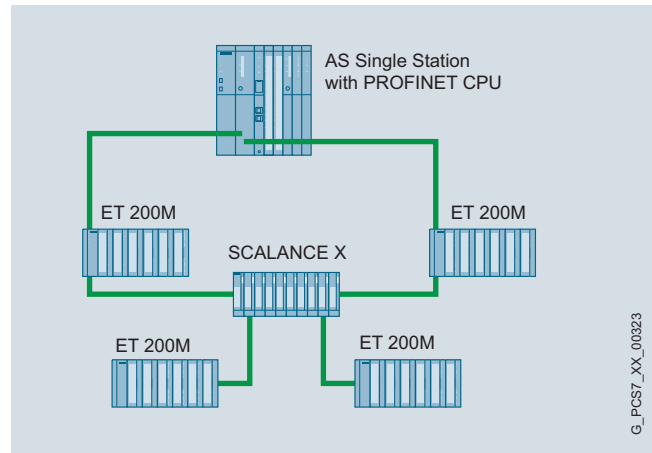 AS Single Station
with PROFINET CPU
ET 200M
ET 200M
SCALANCE X
ET 200M
ET 200M
G_PCS7_XX_00323